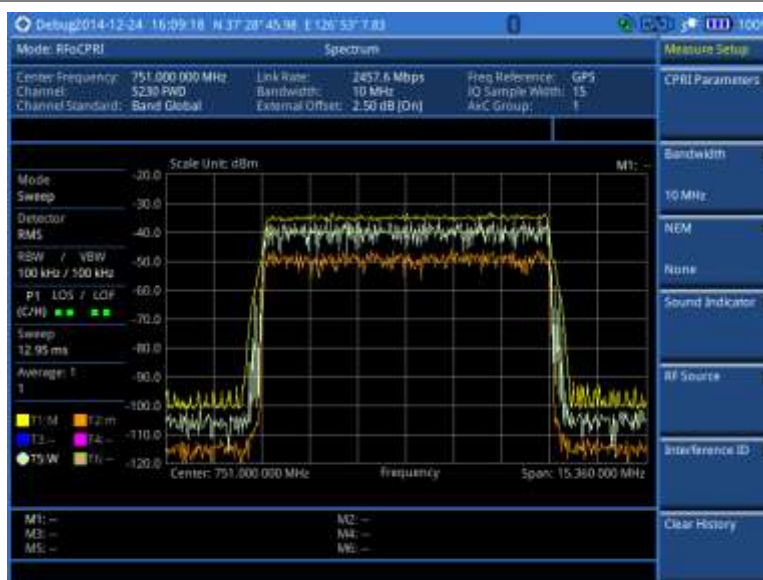 Debug2014-12-24 16:09:18 N 37° 28' 45.98 E 126° 53' 7.83
100%
Mode: RFoCPRI
Spectrum
Measure Setup
Center Frequency: 751.000 000 MHz
Channel: 5230 FWD
Channel Standard: Band Global
Link Rate: 2457.6 Mbps
Bandwidth: 10 MHz
External Offset: 2.50 dB [On]
Freq Reference: GPS
IQ Sample Width: 15
AxC Group: 1
CPRI Parameters
Bandwidth
10 MHz
NEM
None
Sound Indicator
RF Source
Interference ID
Clear History
Scale Unit: dBm
M1: --
Mode
Sweep
Detector
RMS
RBW / VBW
100 kHz / 100 kHz
P1 LOS / LOF
(C/H)
Sweep
12.95 ms
Average: 1
1
T1:M T2:m
T3:-- T4:--
T5:W T6:--
-20.0
-30.0
-40.0
-50.0
-60.0
-70.0
-80.0
-90.0
-100.0
-110.0
-120.0
Center: 751.000 000 MHz
Frequency
Span: 15.360 000 MHz
M1: --
M2: --
M3: --
M4: --
M5: --
M6: --